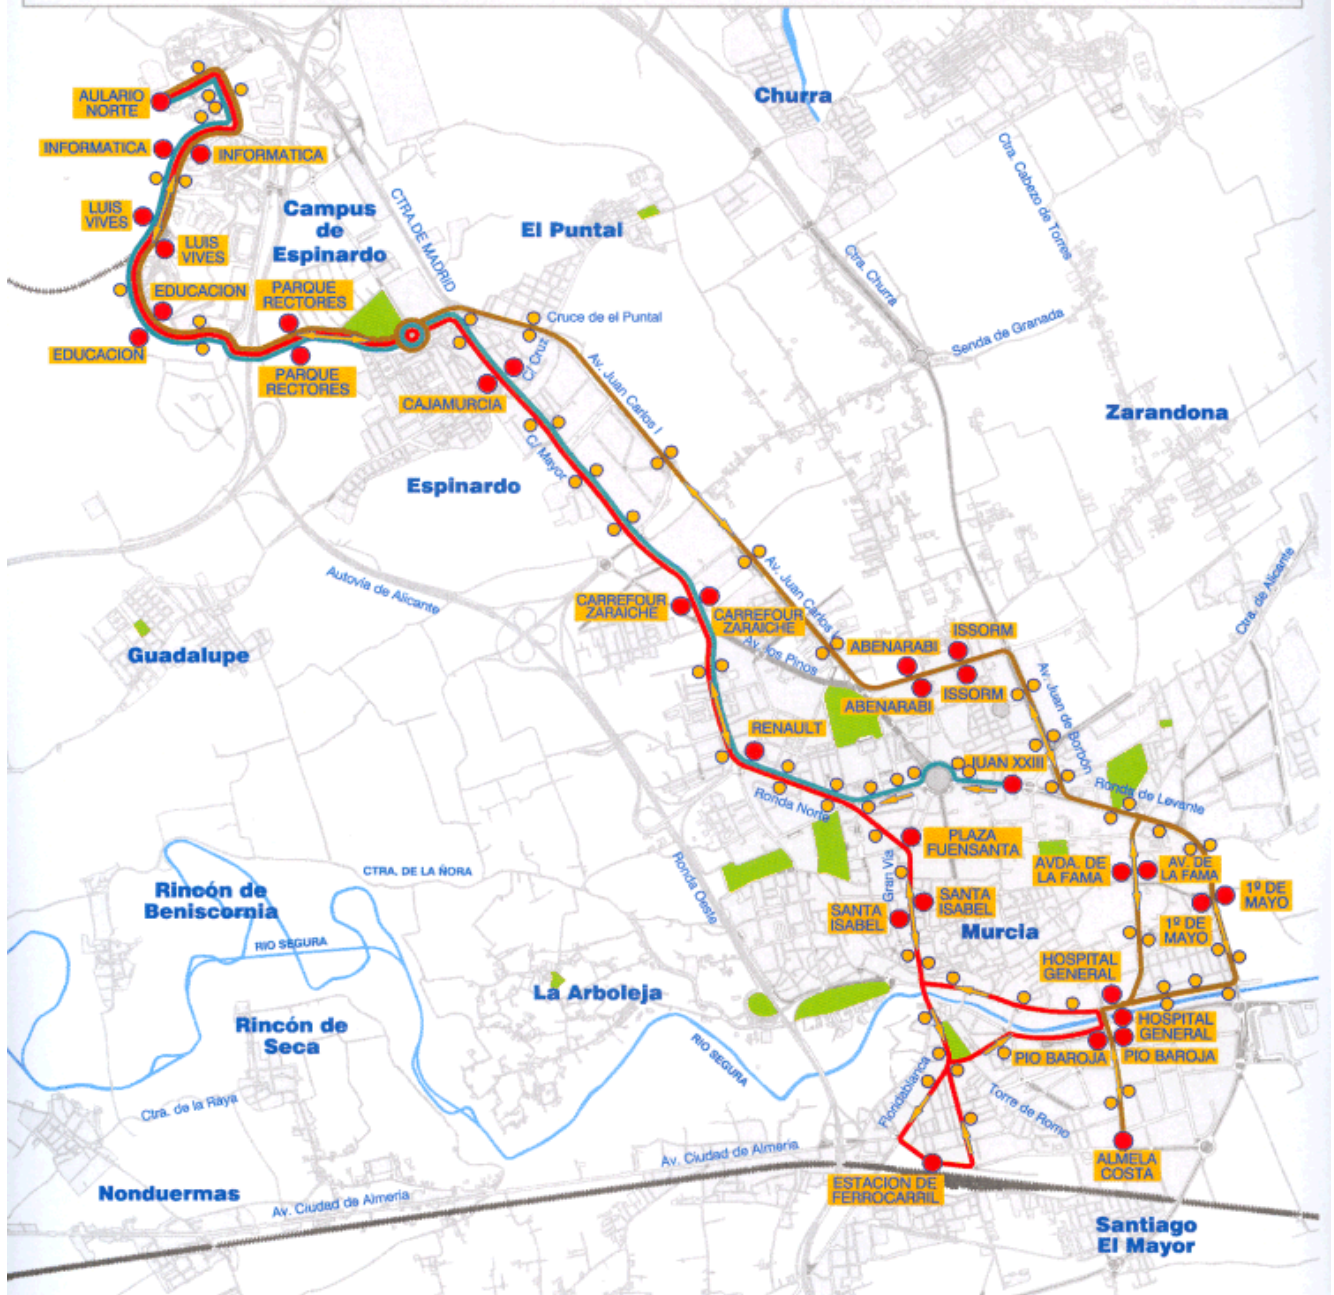 Churra
AULARIO
NORTE
INFORMATICA
INFORMATICA
Ctra. Cabezo de Torres
CTRA.DE MADRID
LUIS
VIVES
Campus
de
Espinardo
El Puntal
LUIS
VIVES
Ctra. Churra
EDUCACION
PARQUE
RECTORES
Cruce de el Puntal
Senda de Granada
EDUCACION
PARQUE
RECTORES
C/ Cruz
Av. Juan Carlos I
CAJAMURCIA
Zarandona
C/ Mayor
Espinardo
Autovía de Alicante
Av. Juan Carlos I
Ctra. de Alicante
CARREFOUR
ZARAICHE
CARREFOUR
ZARAICHE
Av. los Pinos
ABENARABI
ISSORM
Guadalupe
ABENARABI
ISSORM
Av. Juan de Borbón
RENAULT
JUAN XXIII
Ronda Norte
Ronda de Levante
PLAZA
FUENSANTA
Gran Vía
AVDA. DE
LA FAMA
AV. DE
LA FAMA
CTRA. DE LA ÑORA
Ronda Oeste
Rincón de
Beniscornia
SANTA
ISABEL
SANTA
ISABEL
1º DE
MAYO
1º DE
MAYO
Murcia
RIO SEGURA
HOSPITAL
GENERAL
La Arboleja
Rincón de
Seca
HOSPITAL
GENERAL
PIO BAROJA
PIO BAROJA
RIO SEGURA
Floridablanca
Torre de Romo
Ctra. de la Raya
Av. Ciudad de Almeria
ALMELA
COSTA
ESTACION DE
FERROCARRIL
Nonduermas
Av. Ciudad de Almeria
Santiago
El Mayor